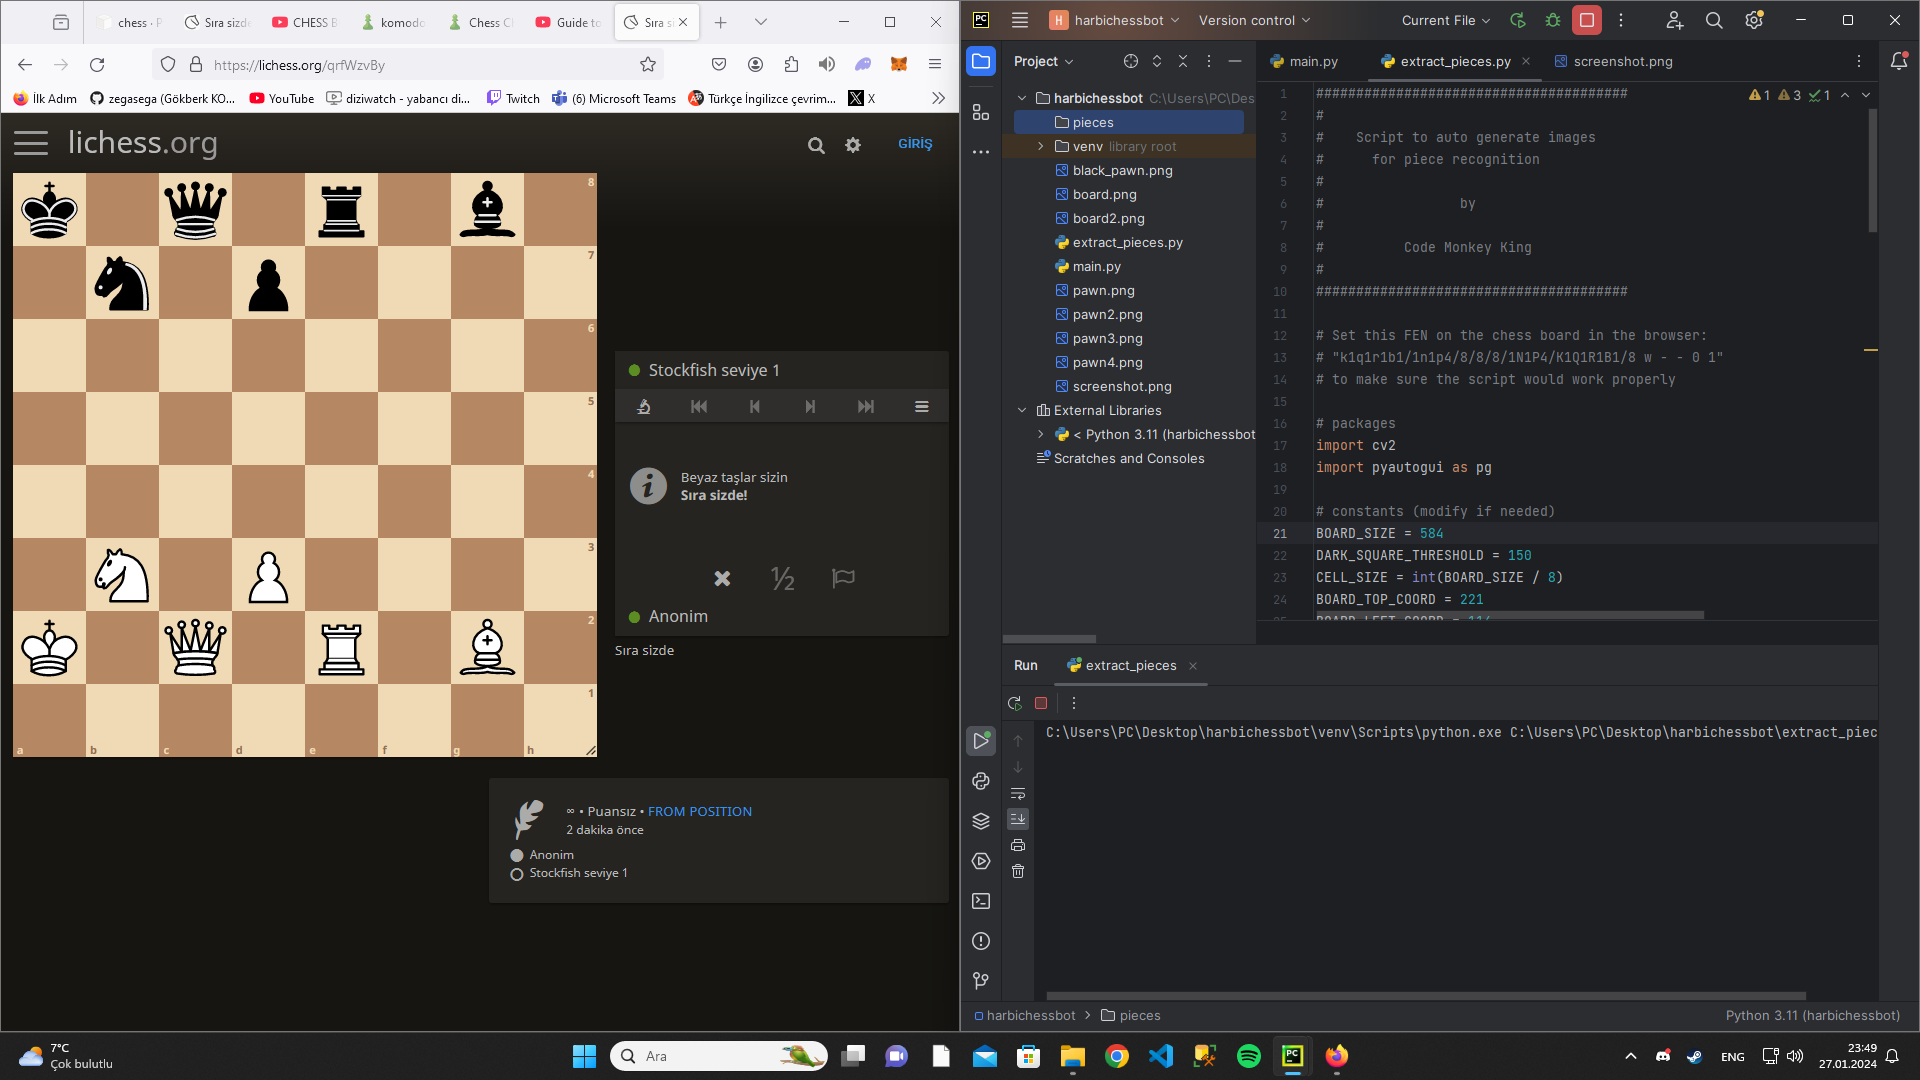 chess · P
Sıra sizde
CHESS B
komodo
Chess C
Guide to
Sıra si
https://lichess.org/qrfWzvBy
İlk Adım
zegasega (Gökberk KO...
YouTube
diziwatch - yabancı di...
Twitch
(6) Microsoft Teams
Türkçe İngilizce çevrim...
X
lichess.org
GİRİŞ
8
7
6
5
4
3
2
1
a b c d e f g h
Stockfish seviye 1
Beyaz taşlar sizin
Sıra sizde!
½
Anonim
Sıra sizde
∞ • Puansız • FROM POSITION
2 dakika önce
Anonim
Stockfish seviye 1
PC
H harbichessbot
Version control
Current File
Project
harbichessbot C:\Users\PC\Des
pieces
venv library root
black_pawn.png
board.png
board2.png
extract_pieces.py
main.py
pawn.png
pawn2.png
pawn3.png
pawn4.png
screenshot.png
External Libraries
< Python 3.11 (harbichessbot
Scratches and Consoles
main.py
extract_pieces.py
screenshot.png
1 3 1
1 #######################################
2 #
3 #    Script to auto generate images
4 #      for piece recognition
5 #
6 #                 by
7 #
8 #          Code Monkey King
9 #
10 #######################################
11
12 # Set this FEN on the chess board in the browser:
13 # "k1q1r1b1/1n1p4/8/8/8/1N1P4/K1Q1R1B1/8 w - - 0 1"
14 # to make sure the script would work properly
15
16 # packages
17 import cv2
18 import pyautogui as pg
19
20 # constants (modify if needed)
21 BOARD_SIZE = 584
22 DARK_SQUARE_THRESHOLD = 150
23 CELL_SIZE = int(BOARD_SIZE / 8)
24 BOARD_TOP_COORD = 221
Run
extract_pieces
C:\Users\PC\Desktop\harbichessbot\venv\Scripts\python.exe C:\Users\PC\Desktop\harbichessbot\extract_piec
harbichessbot > pieces
Python 3.11 (harbichessbot)
7°C
Çok bulutlu
Ara
PC
ENG
23:49
27.01.2024